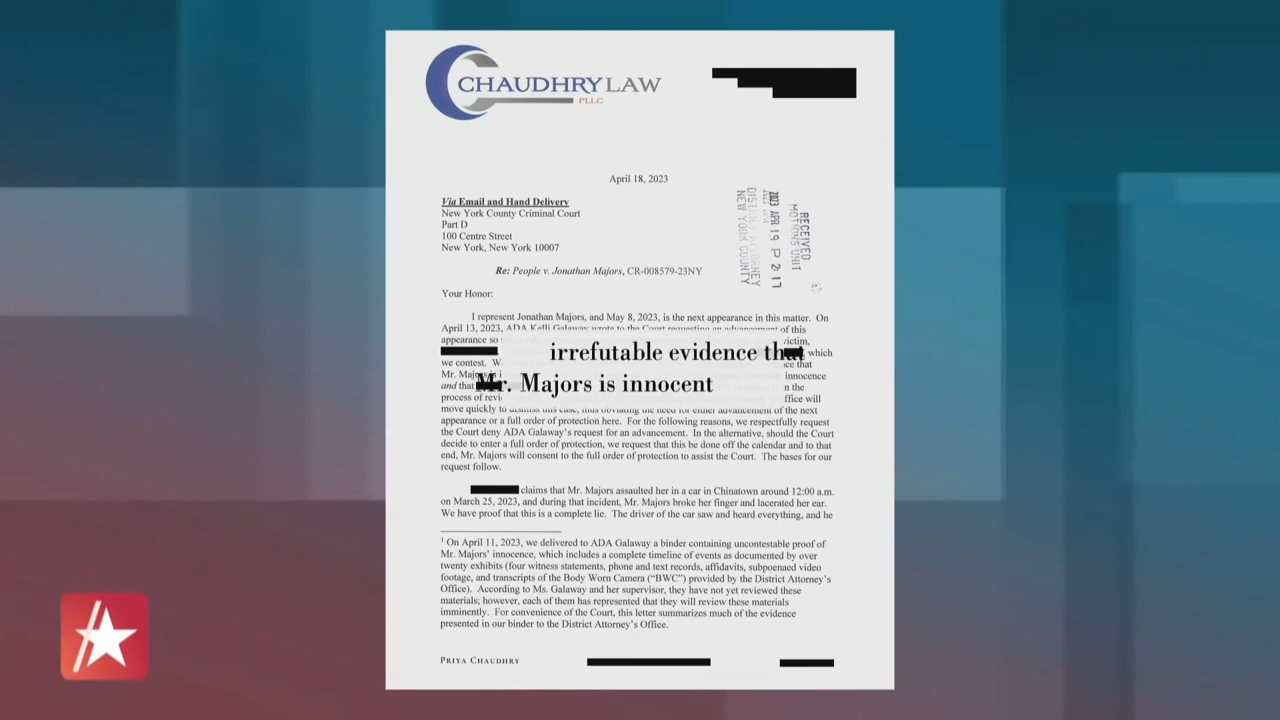 CHAUDHRY LAW
PLLC
April 18, 2023
Via Email and Hand Delivery
New York County Criminal Court
Part D
100 Centre Street
New York, New York 10007
RECEIVED
MOTIONS UNIT
2023 APR 19 P 2:17
DISTRICT ATTORNEY
NEW YORK COUNTY
Re: People v. Jonathan Majors, CR-008579-23NY
Your Honor:
I represent Jonathan Majors, and May 8, 2023, is the next appearance in this matter. On
April 13, 2023, ADA Kelli Galaway wrote to the Court requesting an advancement of this
appearance so
which
we contest.
irrefutable evidence that
Mr. Majors is innocent
innocence
and that
n the
process of
ffice will
move quickly to dismiss this case, thus obviating the need for either advancement of the next
appearance or a full order of protection here. For the following reasons, we respectfully request
the Court deny ADA Galaway's request for an advancement. In the alternative, should the Court
decide to enter a full order of protection, we request that this be done off the calendar and to that
end, Mr. Majors will consent to the full order of protection to assist the Court. The bases for our
request follow.
claims that Mr. Majors assaulted her in a car in Chinatown around 12:00 a.m.
on March 25, 2023, and during that incident, Mr. Majors broke her finger and lacerated her ear.
We have proof that this is a complete lie. The driver of the car saw and heard everything, and he
1 On April 11, 2023, we delivered to ADA Galaway a binder containing uncontestable proof of
Mr. Majors' innocence, which includes a complete timeline of events as documented by over
twenty exhibits (four witness statements, phone and text records, affidavits, subpoenaed video
footage, and transcripts of the Body Worn Camera ("BWC") provided by the District Attorney's
Office). According to Ms. Galaway and her supervisor, they have not yet reviewed these
materials; however, each of them has represented that they will review these materials
imminently. For convenience of the Court, this letter summarizes much of the evidence
presented in our binder to the District Attorney's Office.
PRIYA CHAUDHRY